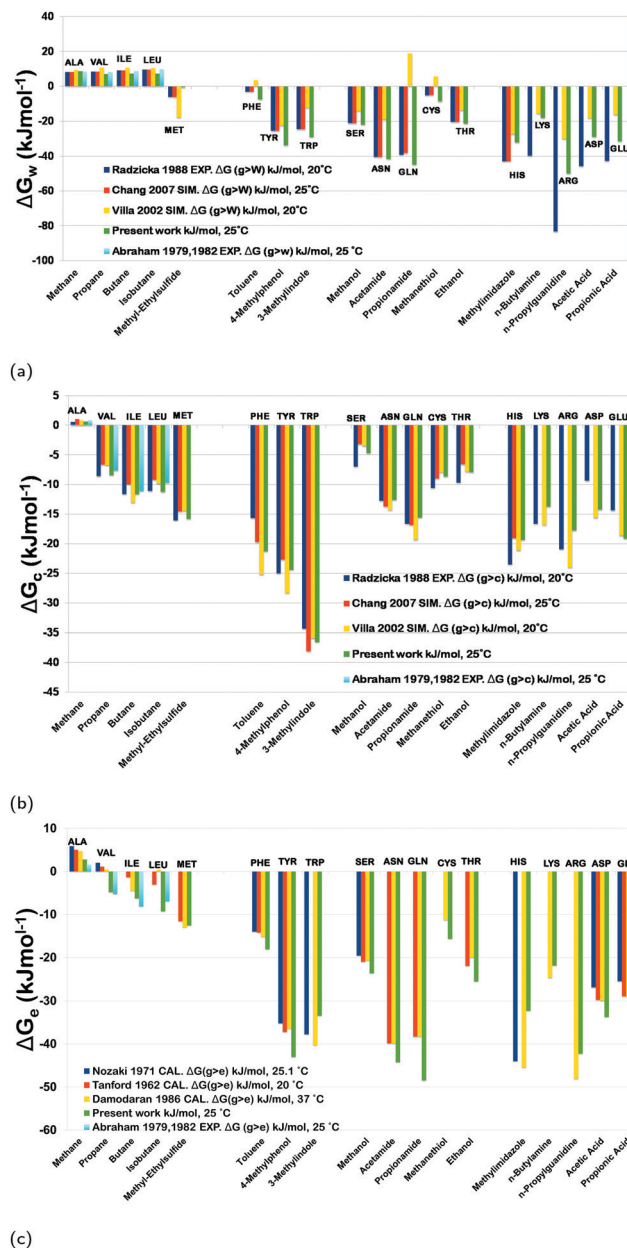 40
20
0
-20
-40
-60
-80
-100
ΔGw (kJmol-1)
ALA VAL ILE LEU
MET
PHE
TYR
TRP
SER
ASN
GLN
CYS
THR
HIS
LYS
ARG
ASP
GLU
Radzicka 1988 EXP. ΔG (g>W) kJ/mol, 20°C
Chang 2007 SIM. ΔG (g>W) kJ/mol, 25°C
Villa 2002 SIM. ΔG (g>W) kJ/mol, 20°C
Present work kJ/mol, 25°C
Abraham 1979,1982 EXP. ΔG (g>w) kJ/mol, 25 °C
Methane
Propane
Butane
Isobutane
Methyl-Ethylsulfide
Toluene
4-Methylphenol
3-Methylindole
Methanol
Acetamide
Propionamide
Methanethiol
Ethanol
Methylimidazole
n-Butylamine
n-Propylguanidine
Acetic Acid
Propionic Acid
(a)
5
0
-5
-10
-15
-20
-25
-30
-35
-40
-45
ΔGc (kJmol-1)
ALA
VAL ILE LEU MET
PHE TYR TRP
SER ASN GLN CYS THR
HIS LYS ARG ASP GLU
Radzicka 1988 EXP. ΔG (g>c) kJ/mol, 20°C
Chang 2007 SIM. ΔG (g>c) kJ/mol, 25°C
Villa 2002 SIM. ΔG (g>c) kJ/mol, 20°C
Present work kJ/mol, 25°C
Abraham 1979,1982 EXP. ΔG (g>c) kJ/mol, 25 °C
Methane
Propane
Butane
Isobutane
Methyl-Ethylsulfide
Toluene
4-Methylphenol
3-Methylindole
Methanol
Acetamide
Propionamide
Methanethiol
Ethanol
Methylimidazole
n-Butylamine
n-Propylguanidine
Acetic Acid
Propionic Acid
(b)
10
0
-10
-20
-30
-40
-50
-60
ΔGe (kJmol-1)
ALA
VAL
ILE LEU MET
PHE TYR TRP
SER ASN GLN CYS THR
HIS LYS ARG ASP GL
Nozaki 1971 CAL. ΔG(g>e) kJ/mol, 25.1 °C
Tanford 1962 CAL. ΔG(g>e) kJ/mol, 20 °C
Damodaran 1986 CAL. ΔG(g>e) kJ/mol, 37 °C
Present work kJ/mol, 25 °C
Abraham 1979,1982 EXP. ΔG (g>e) kJ/mol, 25 °C
Methane
Propane
Butane
Isobutane
Methyl-Ethylsulfide
Toluene
4-Methylphenol
3-Methylindole
Methanol
Acetamide
Propionamide
Methanethiol
Ethanol
Methylimidazole
n-Butylamine
n-Propylguanidine
Acetic Acid
Propionic Acid
(c)